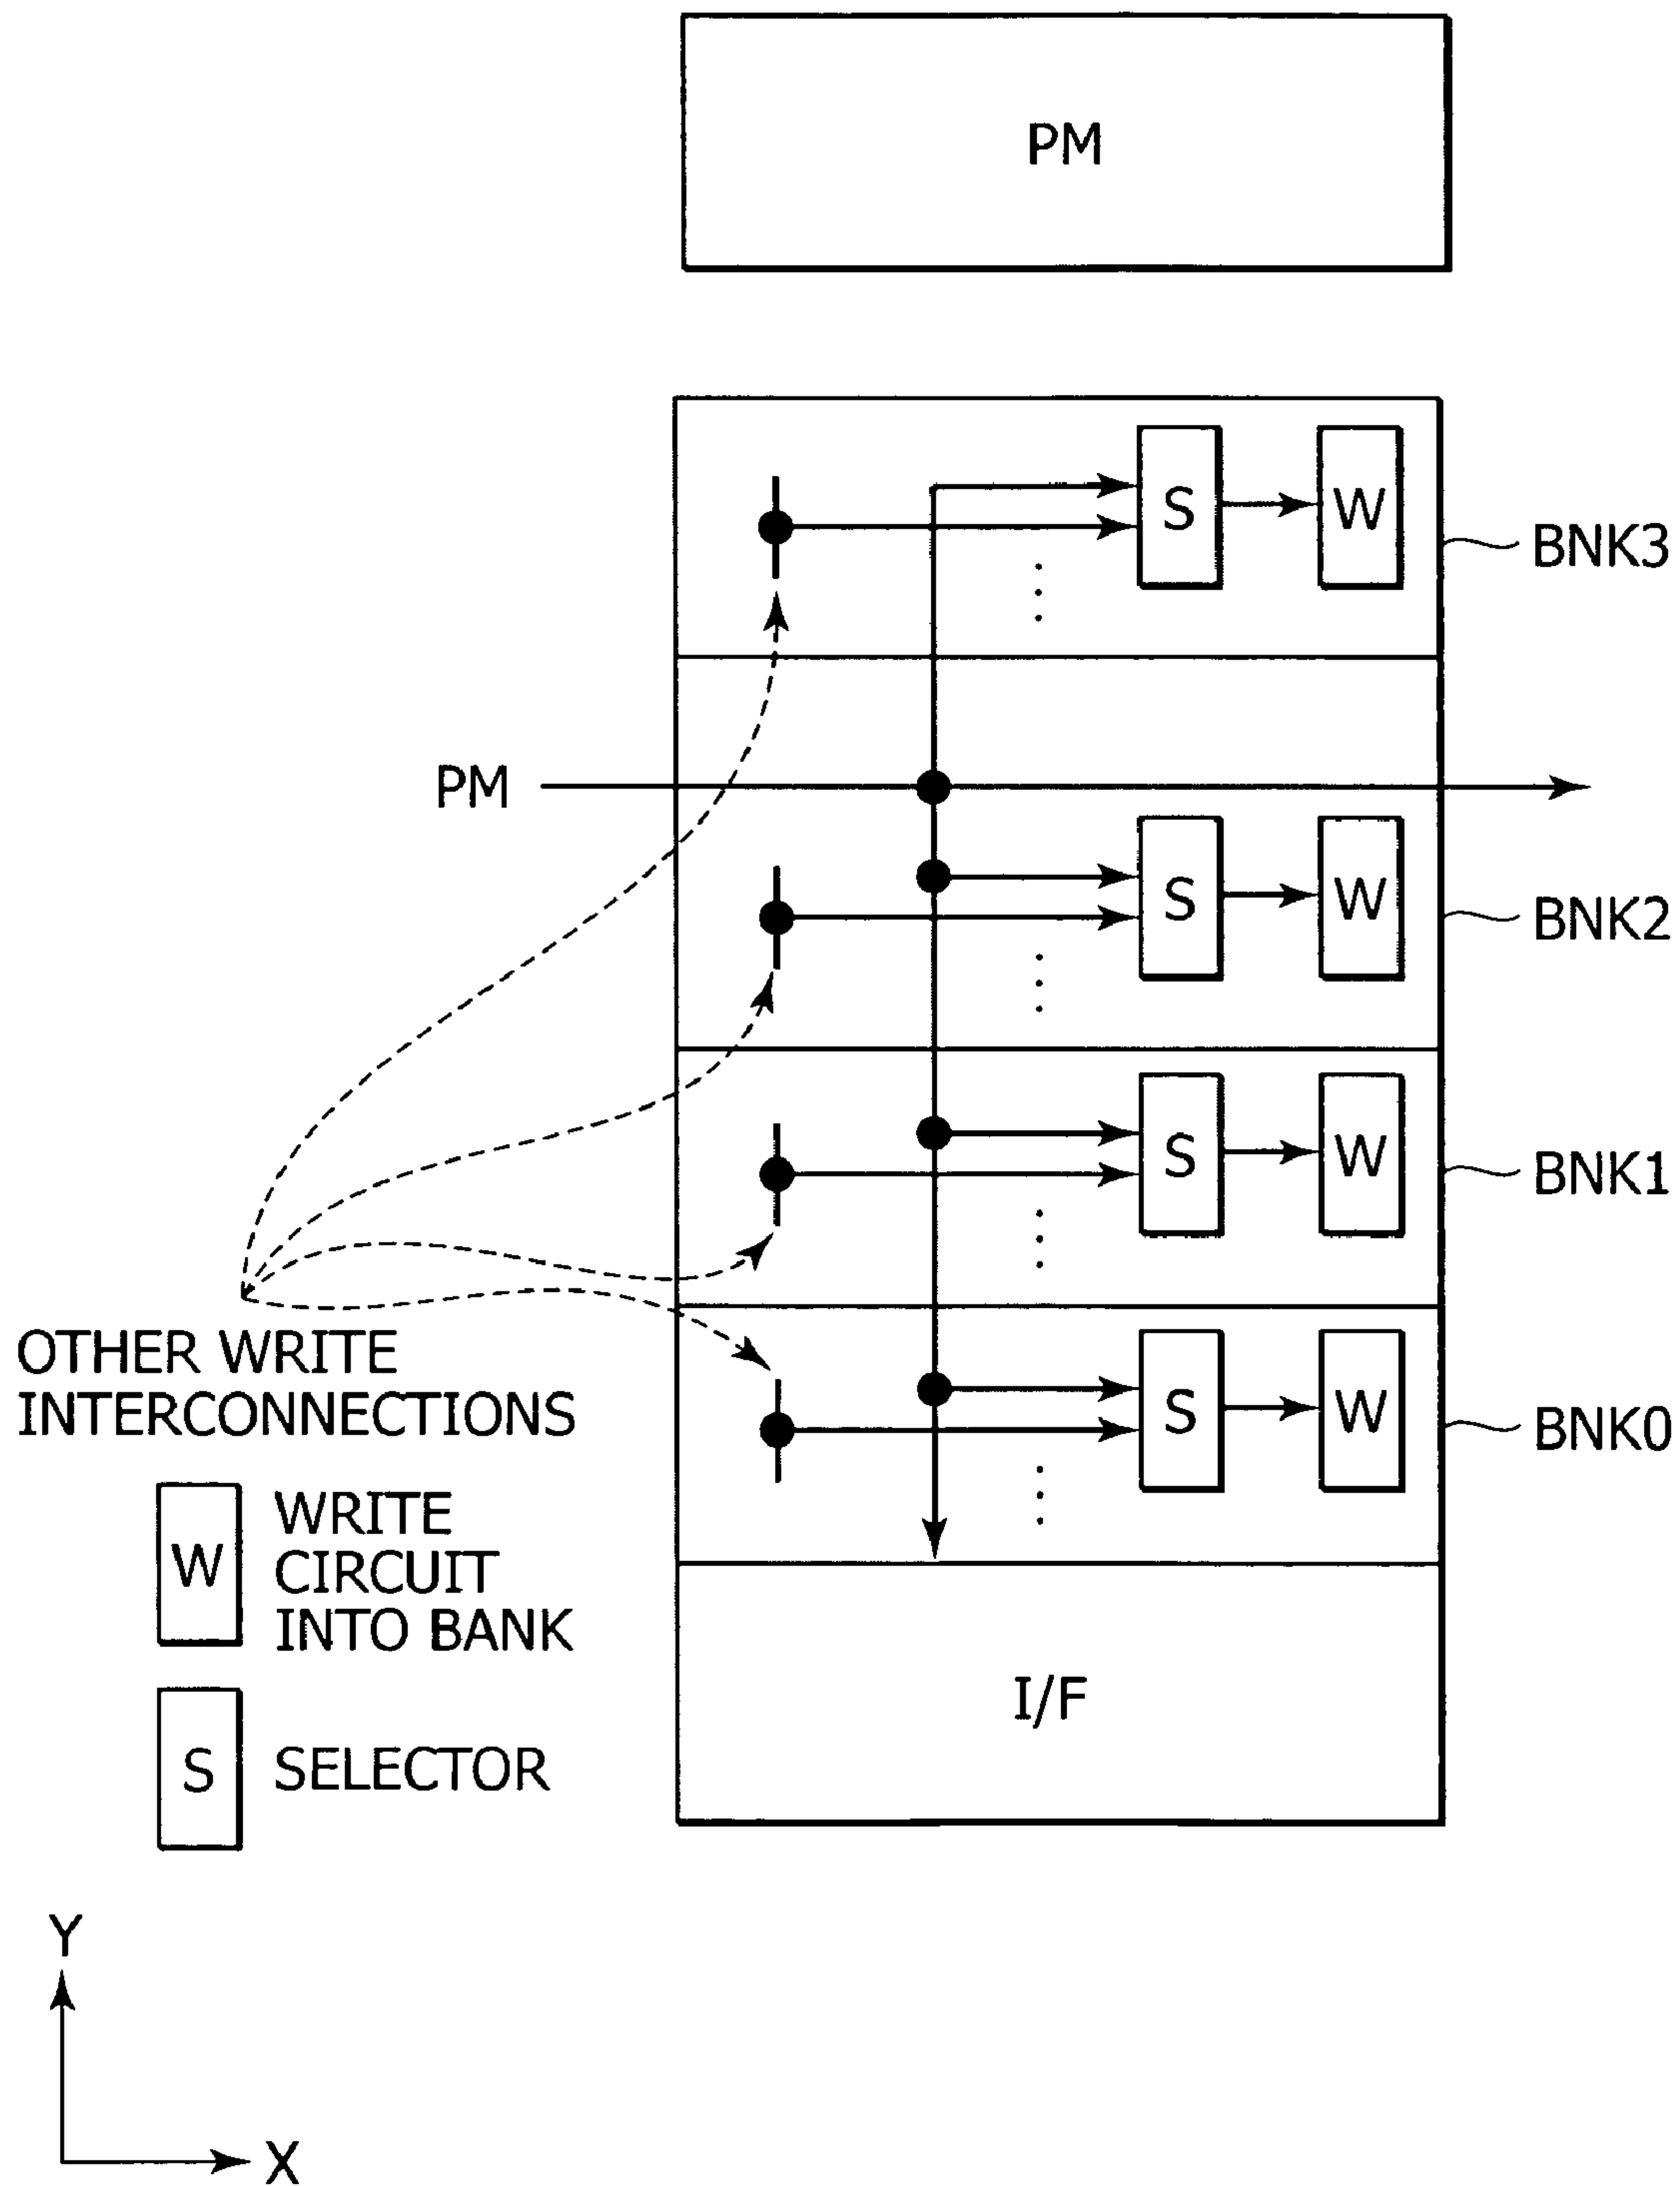 PM
S
W
BNK3
PM
S
W
BNK2
S
W
BNK1
OTHER WRITE
INTERCONNECTIONS
S
W
BNK0
W
WRITE
CIRCUIT
INTO BANK
I/F
S
SELECTOR
Y
X